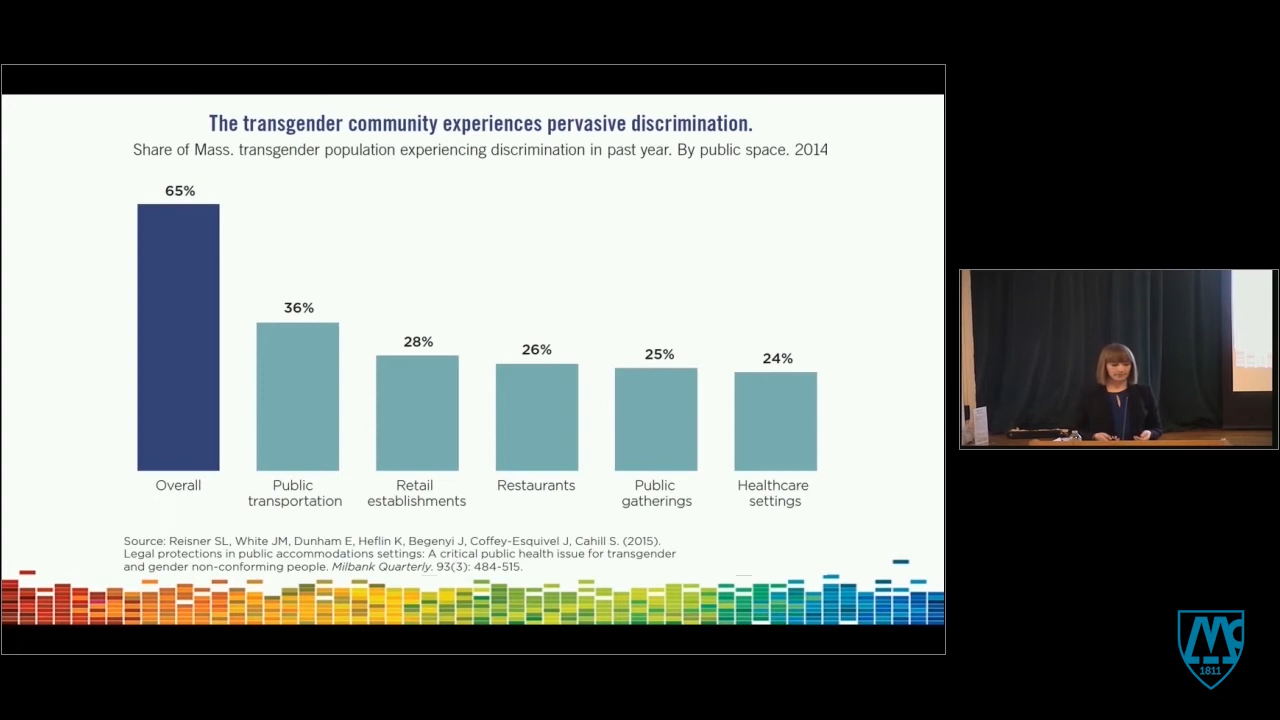 The transgender community experiences pervasive discrimination.
Share of Mass. transgender population experiencing discrimination in past year. By public space. 2014
65%
36%
28%
26%
25%
24%
Overall
Public
transportation
Retail
establishments
Restaurants
Public
gatherings
Healthcare
settings
Source: Reisner SL, White JM, Dunham E, Heflin K, Begenyi J, Coffey-Esquivel J, Cahill S. (2015).
Legal protections in public accommodations settings: A critical public health issue for transgender
and gender non-conforming people. Milbank Quarterly. 93(3): 484-515.
Mc
1811